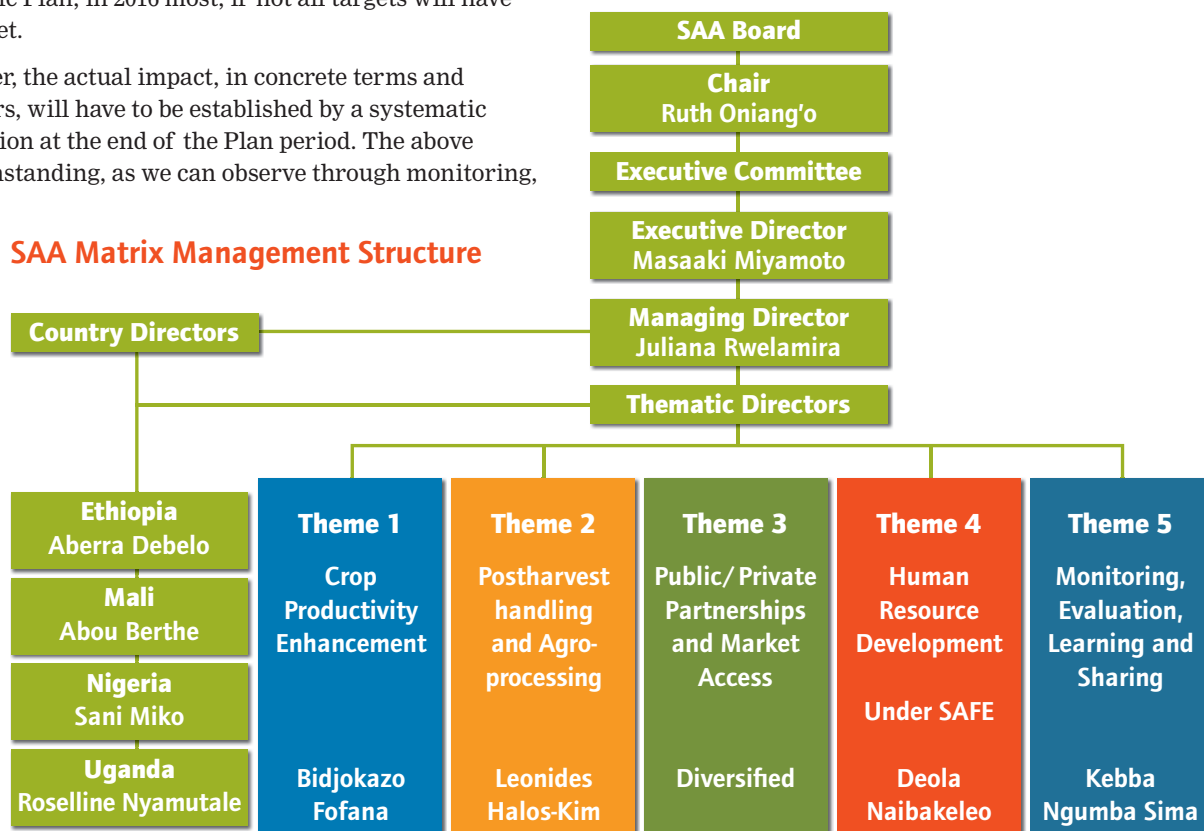 ic Plan, in 2016 most, if not all targets will have
et.
er, the actual impact, in concrete terms and
rs, will have to be established by a systematic
ion at the end of the Plan period. The above
nstanding, as we can observe through monitoring,
SAA Matrix Management Structure
SAA Board
Chair
Ruth Oniang’o
Executive Committee
Executive Director
Masaaki Miyamoto
Managing Director
Juliana Rwelamira
Country Directors
Thematic Directors
Ethiopia
Aberra Debelo
Mali
Abou Berthe
Nigeria
Sani Miko
Uganda
Roselline Nyamutale
Theme 1
Crop
Productivity
Enhancement
Bidjokazo
Fofana
Theme 2
Postharvest
handling
and Agro-
processing
Leonides
Halos-Kim
Theme 3
Public/ Private
Partnerships
and Market
Access
Diversified
Theme 4
Human
Resource
Development
Under SAFE
Deola
Naibakeleo
Theme 5
Monitoring,
Evaluation,
Learning and
Sharing
Kebba
Ngumba Sima